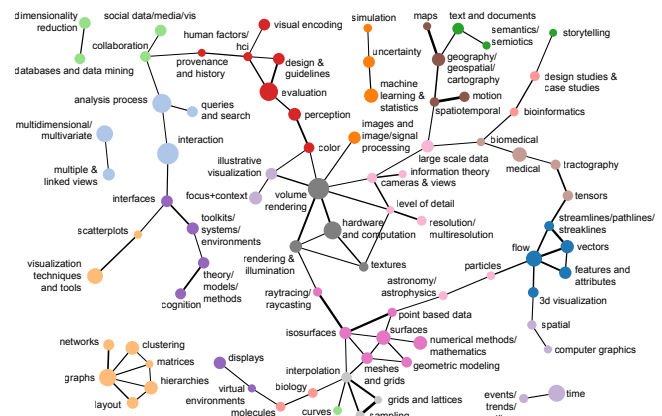 dimensionality
reduction
social data/media/vis
collaboration
databases and data mining
human factors/
hci
provenance
and history
visual encoding
design &
guidelines
evaluation
perception
color
simulation
uncertainty
machine
learning &
statistics
images and
image/signal
processing
maps
text and documents
semantics/
semiotics
geography/
geospatial/
cartography
motion
spatiotemporal
storytelling
design studies &
case studies
bioinformatics
biomedical
medical
tractography
tensors
large scale data
information theory
cameras & views
level of detail
resolution/
multiresolution
analysis process
queries
and search
multidimensional/
multivariate
interaction
multiple &
linked views
illustrative
visualization
focus+context
volume
rendering
interfaces
scatterplots
toolkits/
systems/
environments
visualization
techniques
and tools
theory/
models/
methods
cognition
hardware
and computation
rendering &
illumination
textures
streamlines/pathlines/
streaklines
flow
vectors
features and
attributes
particles
3d visualization
astronomy/
astrophysics
spatial
computer graphics
raytracing/
raycasting
point based data
isosurfaces
surfaces
numerical methods/
mathematics
geometric modeling
meshes
and grids
interpolation
networks
clustering
matrices
graphs
hierarchies
layout
displays
virtual
environments
biology
molecules
curves
grids and lattices
sampling
events/
trends/
time